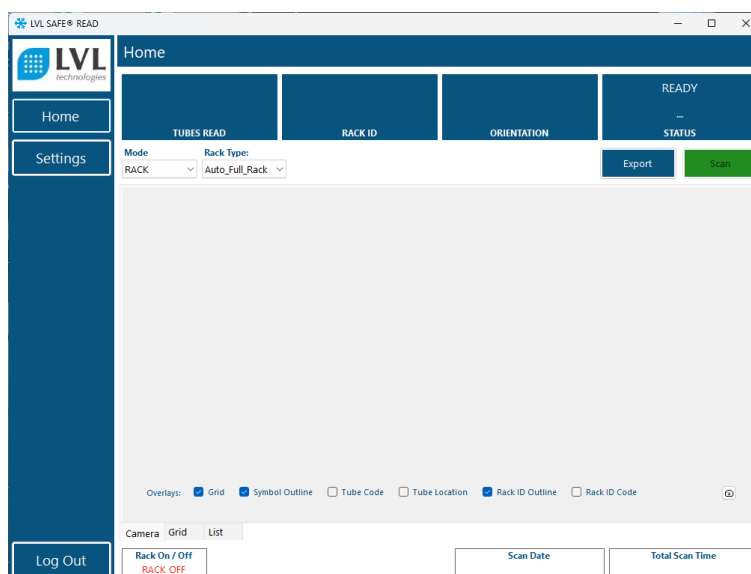 LVL SAFE® READ
LVL
technologies
Home
Home
Settings
Log Out
TUBES READ
RACK ID
ORIENTATION
READY
...
STATUS
Mode
Rack Type:
RACK
Auto_Full_Rack
Export
Scan
Overlays: Grid Symbol Outline Tube Code Tube Location Rack ID Outline Rack ID Code
Camera Grid List
Rack On / Off
RACK OFF
Scan Date
Total Scan Time